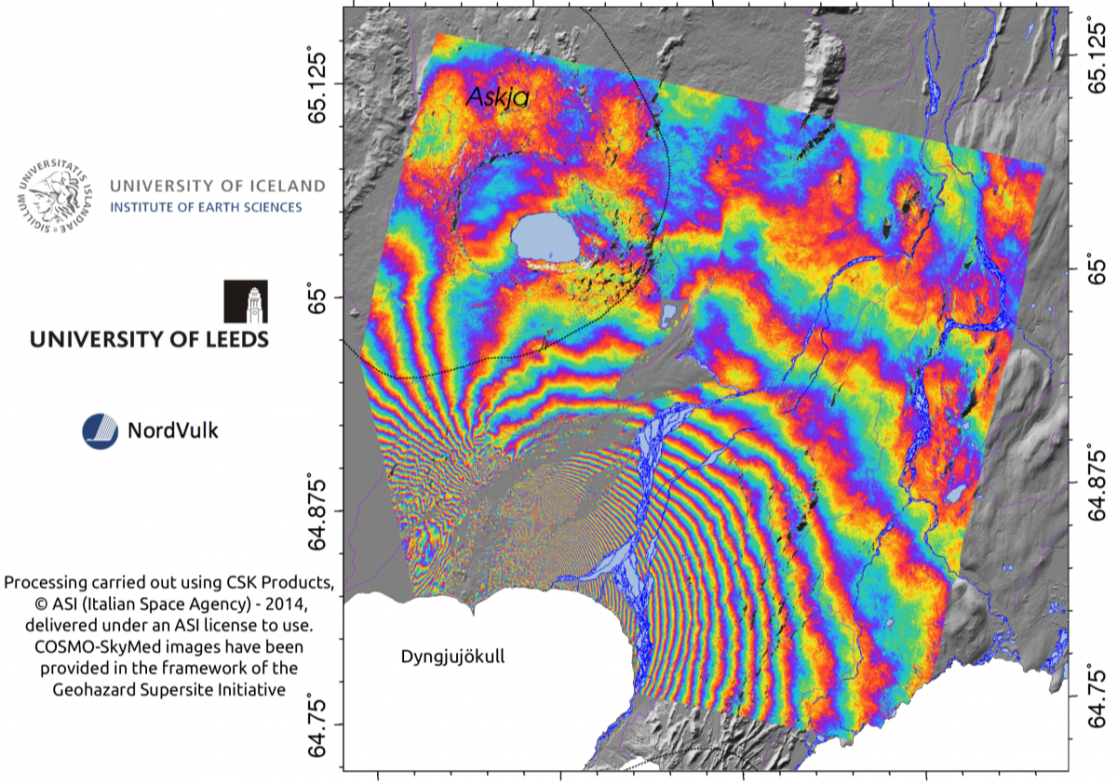 UNIVERSITATIS ISLANDIAE
SIGILLUM
UNIVERSITY OF ICELAND
INSTITUTE OF EARTH SCIENCES
UNIVERSITY OF LEEDS
NordVulk
Processing carried out using CSK Products,
© ASI (Italian Space Agency) - 2014,
delivered under an ASI license to use.
COSMO-SkyMed images have been
provided in the framework of the
Geohazard Supersite Initiative
Askja
Dyngjujökull
65.125°
65°
64.875°
64.75°
65.125°
65°
64.875°
64.75°